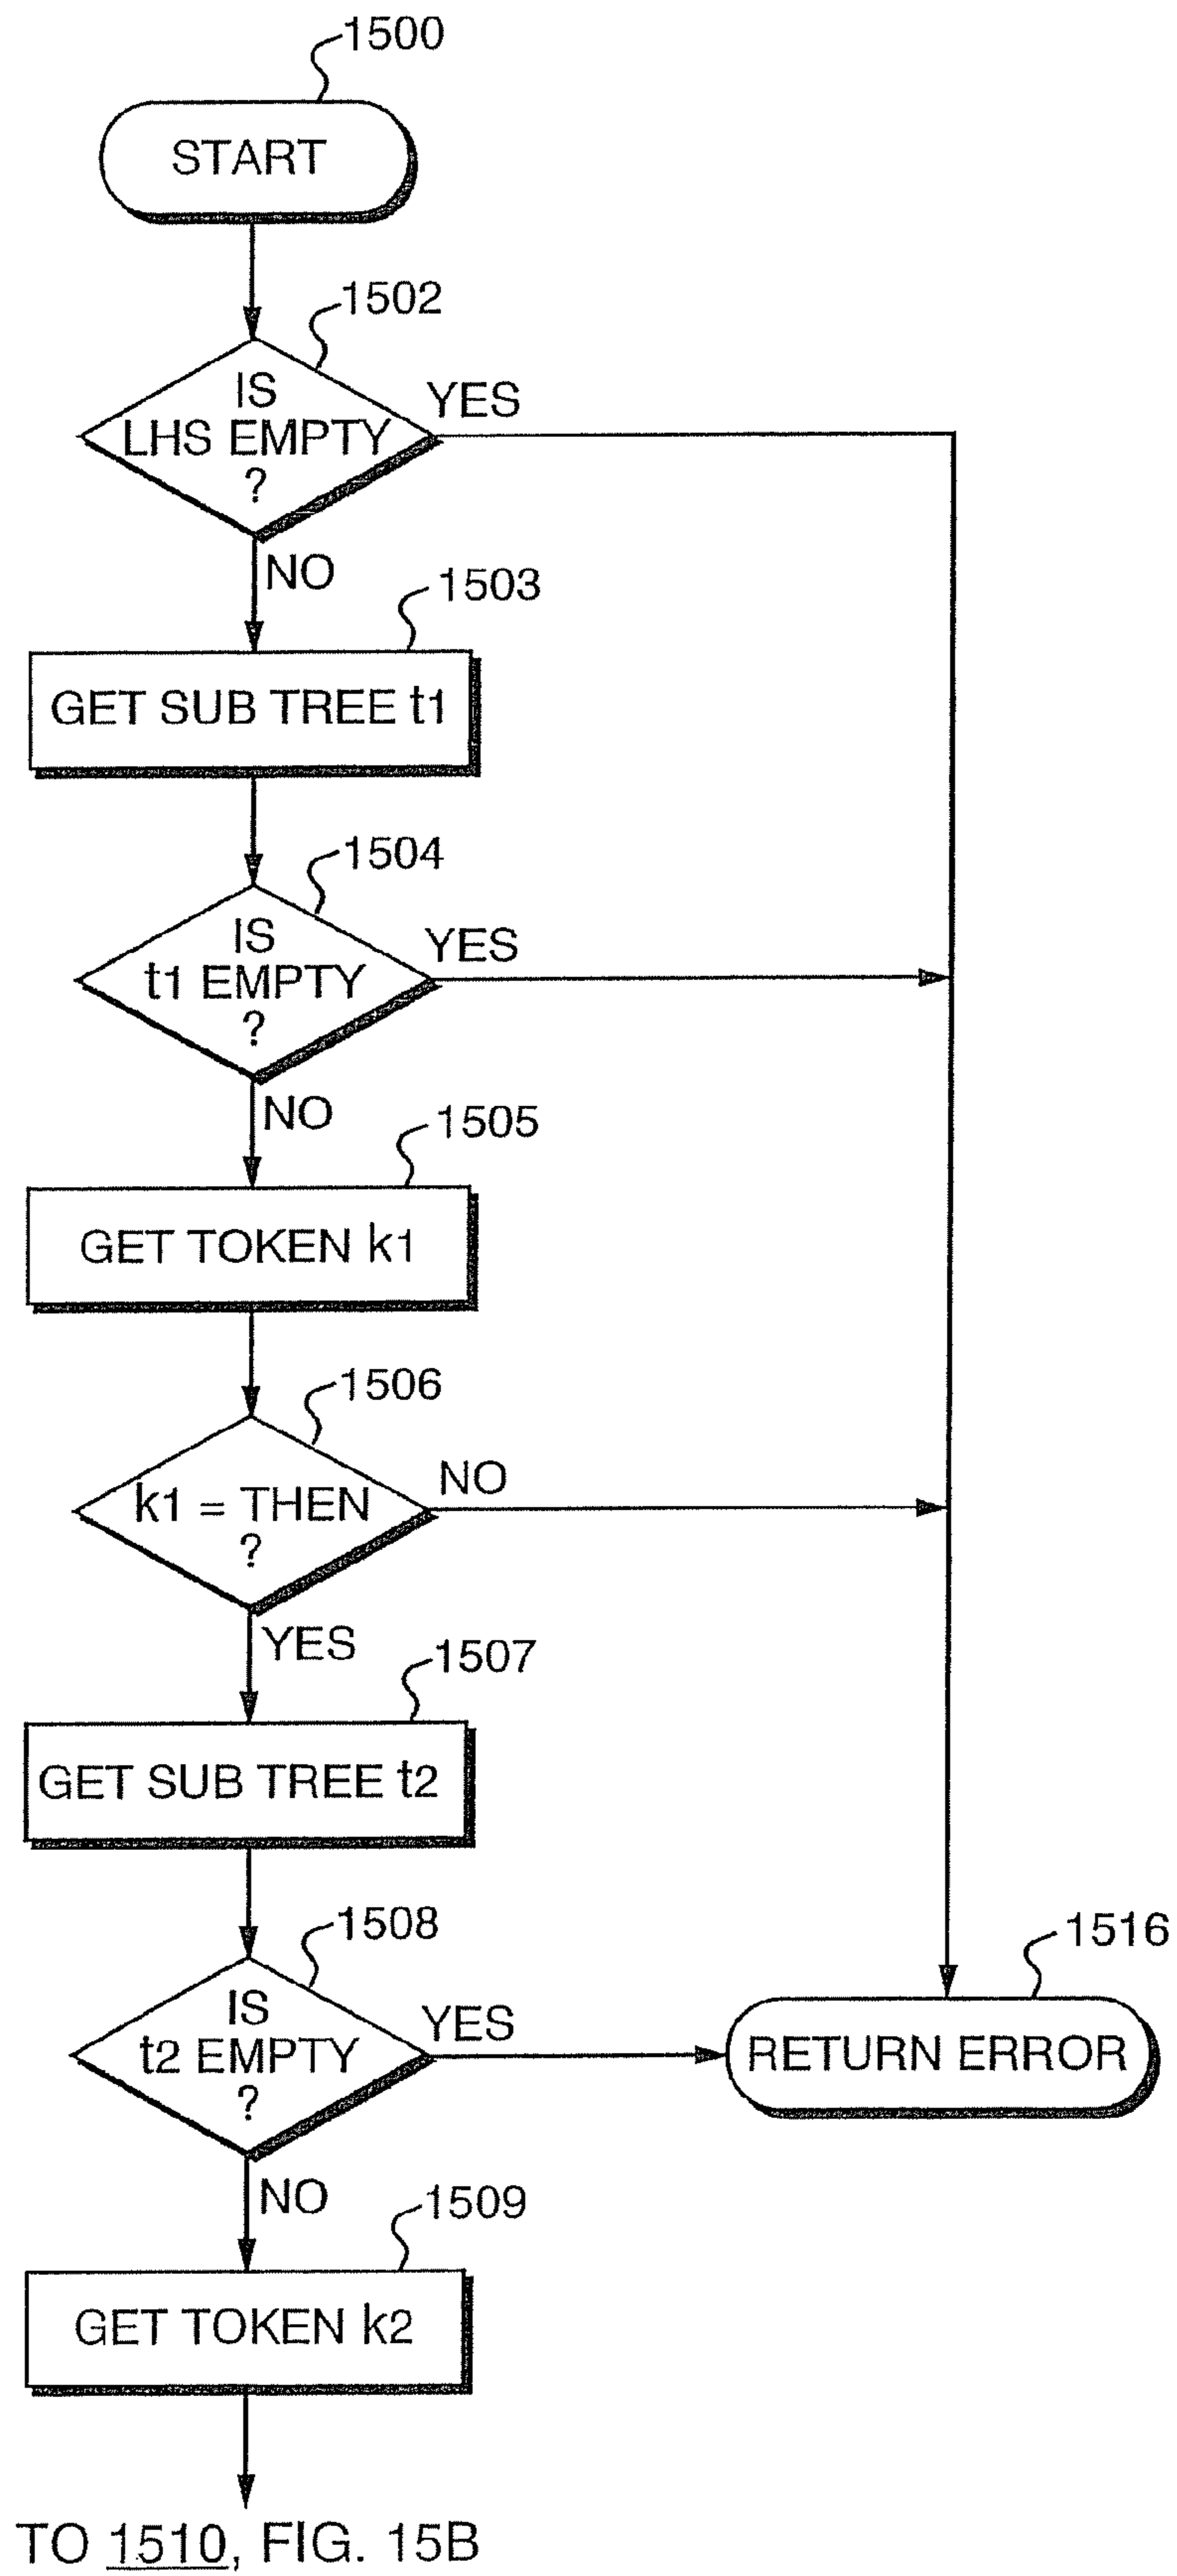 1500
START
1502
IS
LHS EMPTY
?
YES
NO
1503
GET SUB TREE t1
1504
IS
t1 EMPTY
?
YES
NO
1505
GET TOKEN k1
1506
k1 = THEN
?
NO
YES
1507
GET SUB TREE t2
1508
IS
t2 EMPTY
?
YES
1516
RETURN ERROR
NO
1509
GET TOKEN k2
TO 1510, FIG. 15B